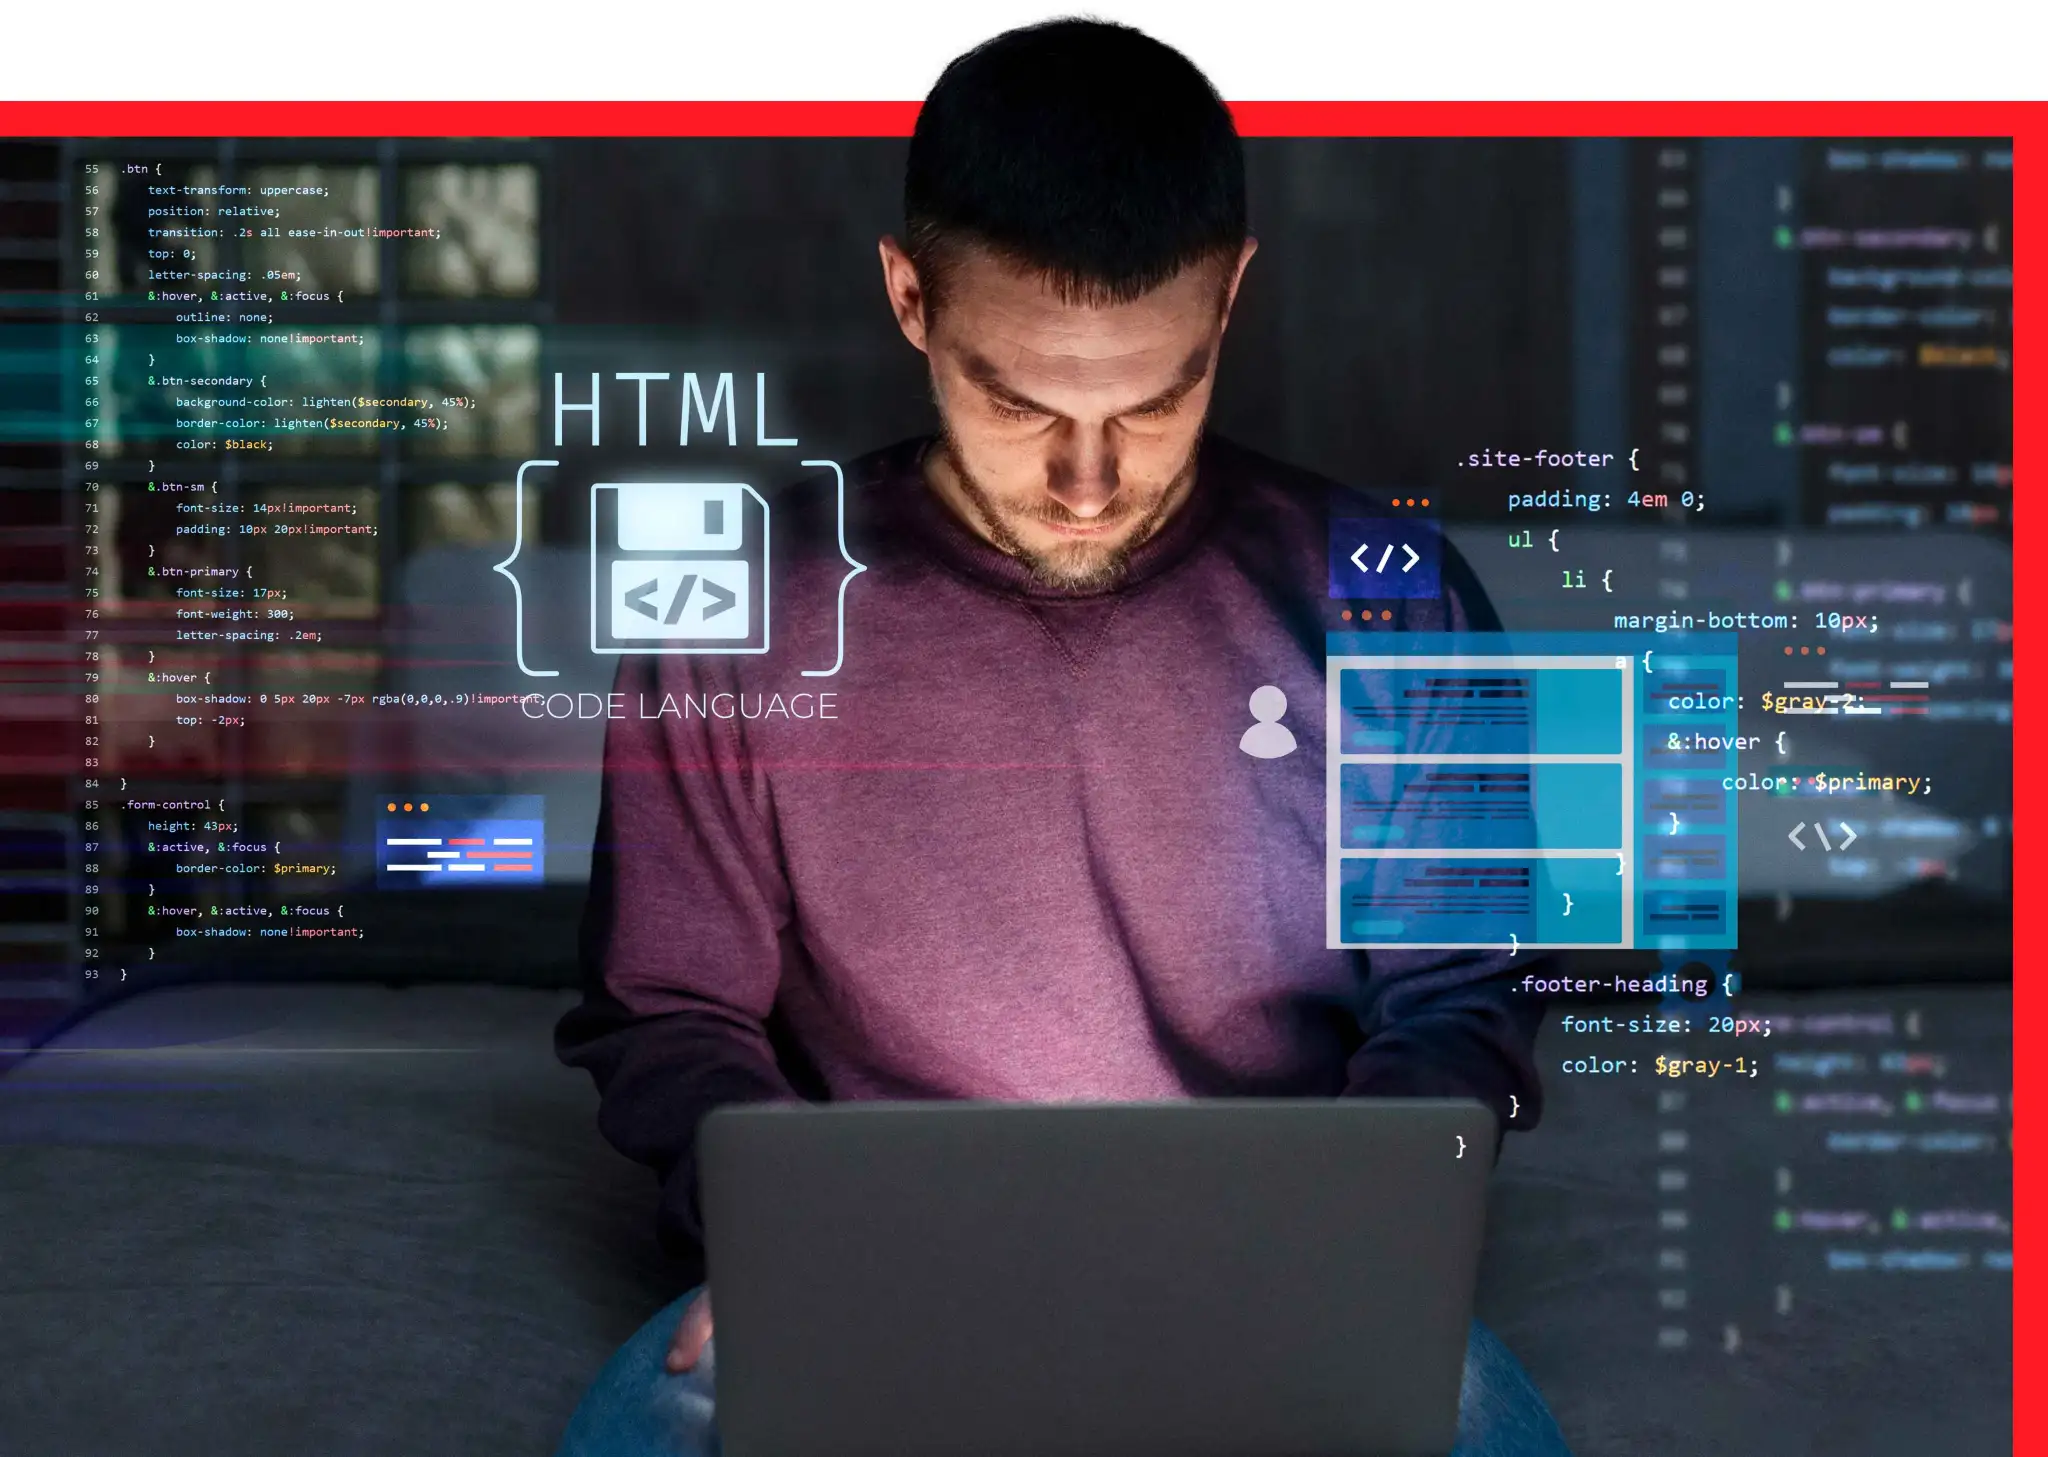 55 .btn {
56 text-transform: uppercase;
57 position: relative;
58 transition: .2s all ease-in-out!important;
59 top: 0;
60 letter-spacing: .05em;
61 &:hover, &:active, &:focus {
62 outline: none;
63 box-shadow: none!important;
64 }
65 &.btn-secondary {
66 background-color: lighten($secondary, 45%);
67 border-color: lighten($secondary, 45%);
68 color: $black;
69 }
70 &.btn-sm {
71 font-size: 14px!important;
72 padding: 10px 20px!important;
73 }
74 &.btn-primary {
75 font-size: 17px;
76 font-weight: 300;
77 letter-spacing: .2em;
78 }
79 &:hover {
80 box-shadow: 0 5px 20px -7px rgba(0,0,0,.9)!important;
81 top: -2px;
82 }
83
84 }
85 .form-control {
86 height: 43px;
87 &:active, &:focus {
88 border-color: $primary;
89 }
90 &:hover, &:active, &:focus {
91 box-shadow: none!important;
92 }
93 }
HTML
</>
CODE LANGUAGE
</>
.site-footer {
padding: 4em 0;
ul {
li {
margin-bottom: 10px;
a {
color: $gray-2;
&:hover {
color: $primary;
}
}
}
}
.footer-heading {
font-size: 20px;
color: $gray-1;
}
}
<\>